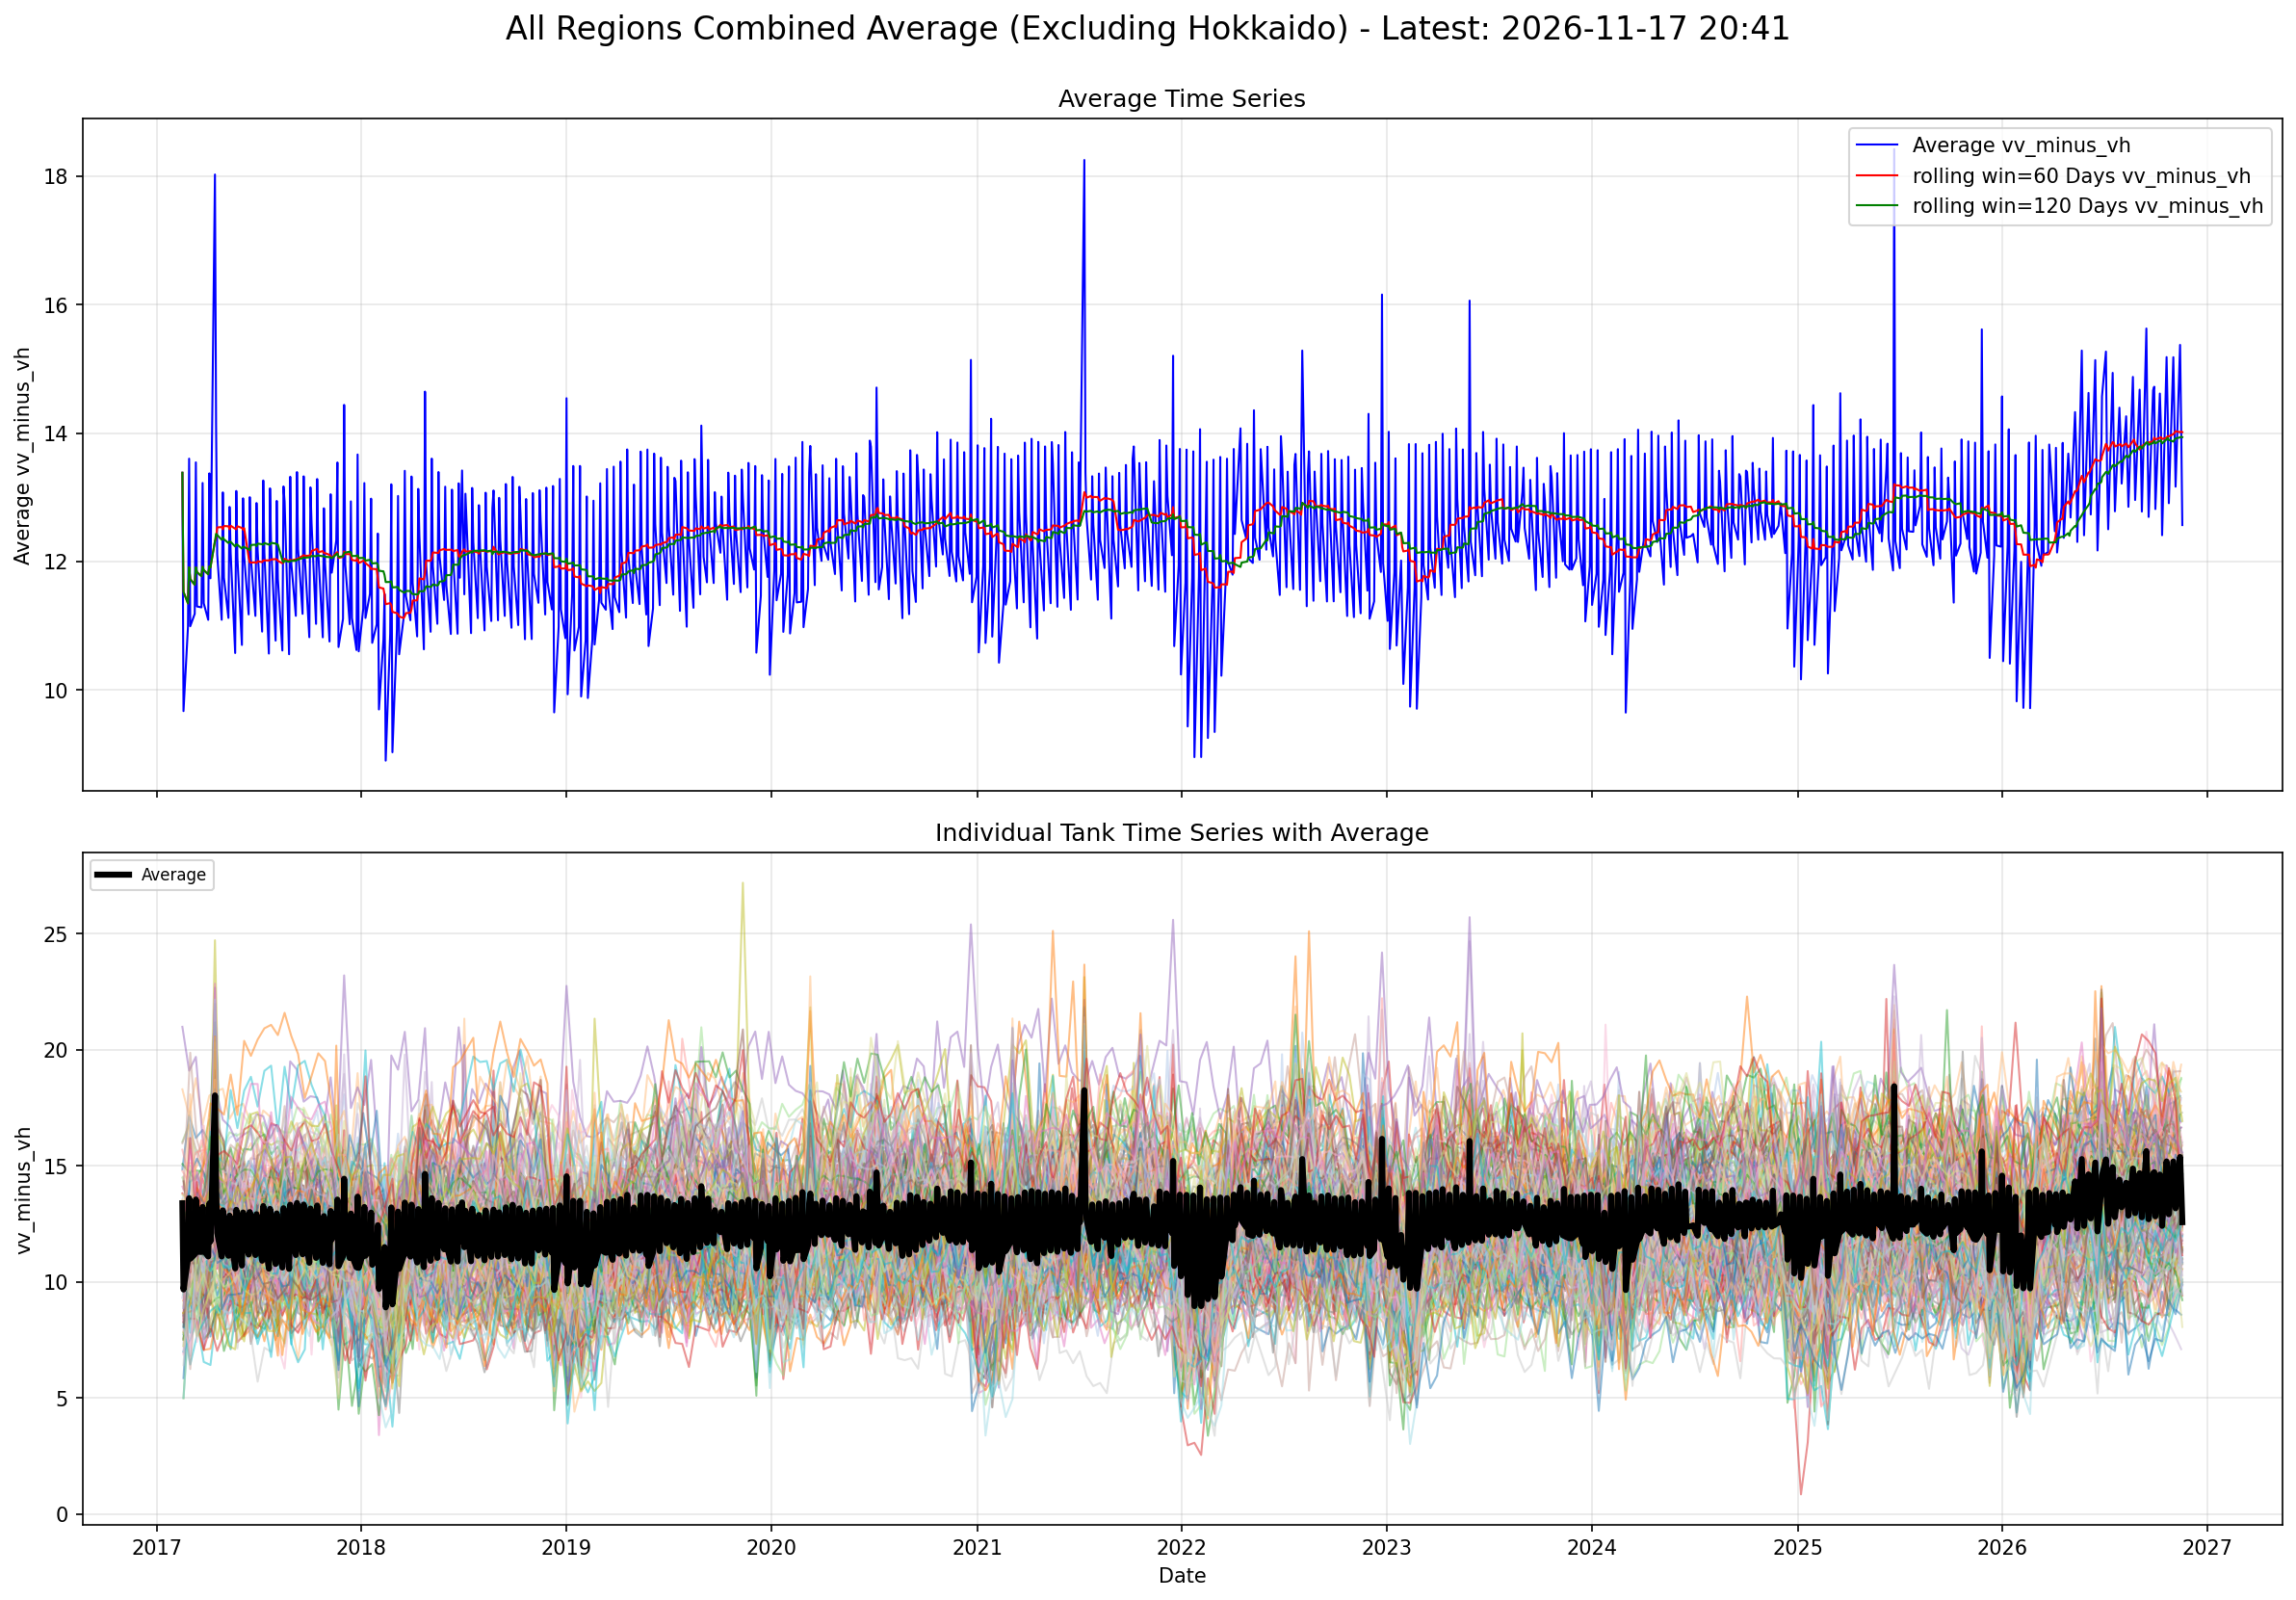 All Regions Combined Average (Excluding Hokkaido) - Latest: 2026-11-17 20:41
Average Time Series
Average vv_minus_vh
18
16
14
12
10
Average vv_minus_vh
rolling win=60 Days vv_minus_vh
rolling win=120 Days vv_minus_vh
Individual Tank Time Series with Average
vv_minus_vh
25
20
15
10
5
0
Average
2017 2018 2019 2020 2021 2022 2023 2024 2025 2026 2027
Date